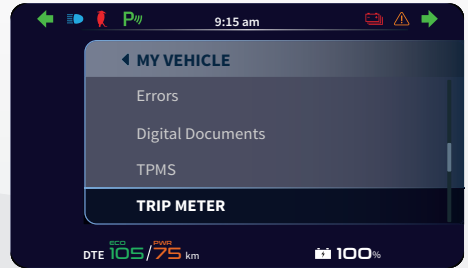 P
9:15 am
MY VEHICLE
Errors
Digital Documents
TPMS
TRIP METER
ECO PWR
DTE 105/75 km 100%